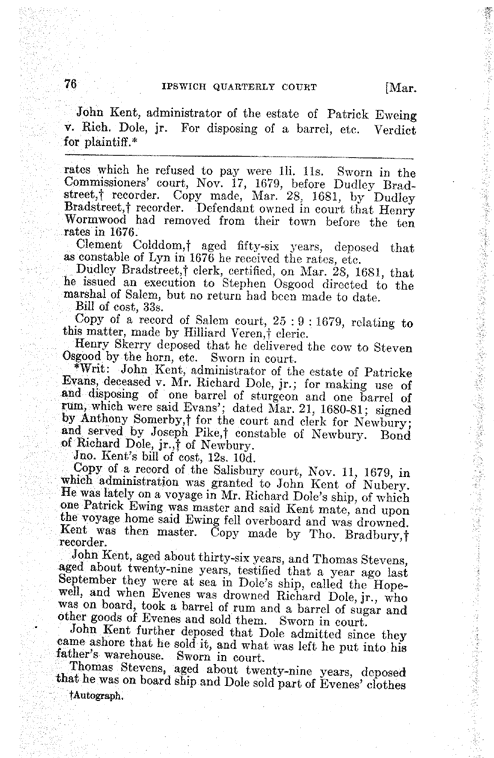 76 IPSWICH QUARTERLY COURT [Mar.
John Kent, administrator of the estate of Patrick Eweing
v. Rich. Dole, jr. For disposing of a barrel, etc. Verdict
for plaintiff.*
rates which he refused to pay were 1li. 11s. Sworn in the
Commissioners' court, Nov. 17, 1679, before Dudley Brad-
street,† recorder. Copy made, Mar. 28, 1681, by Dudley
Bradstreet,† recorder. Defendant owned in court that Henry
Wormwood had removed from their town before the ten
rates in 1676.
Clement Colddom,† aged fifty-six years, deposed that
as constable of Lyn in 1676 he received the rates, etc.
Dudley Bradstreet,† clerk, certified, on Mar. 28, 1681, that
he issued an execution to Stephen Osgood directed to the
marshal of Salem, but no return had been made to date.
Bill of cost, 33s.
Copy of a record of Salem court, 25 : 9 : 1679, relating to
this matter, made by Hilliard Veren,† cleric.
Henry Skerry deposed that he delivered the cow to Steven
Osgood by the horn, etc. Sworn in court.
*Writ: John Kent, administrator of the estate of Patricke
Evans, deceased v. Mr. Richard Dole, jr.; for making use of
and disposing of one barrel of sturgeon and one barrel of
rum, which were said Evans'; dated Mar. 21, 1680-81; signed
by Anthony Somerby,† for the court and clerk for Newbury;
and served by Joseph Pike,† constable of Newbury. Bond
of Richard Dole, jr.,† of Newbury.
Jno. Kent's bill of cost, 12s. 10d.
Copy of a record of the Salisbury court, Nov. 11, 1679, in
which administration was granted to John Kent of Nubery.
He was lately on a voyage in Mr. Richard Dole's ship, of which
one Patrick Ewing was master and said Kent mate, and upon
the voyage home said Ewing fell overboard and was drowned.
Kent was then master. Copy made by Tho. Bradbury,†
recorder.
John Kent, aged about thirty-six years, and Thomas Stevens,
aged about twenty-nine years, testified that a year ago last
September they were at sea in Dole's ship, called the Hope-
well, and when Evenes was drowned Richard Dole, jr., who
was on board, took a barrel of rum and a barrel of sugar and
other goods of Evenes and sold them. Sworn in court.
John Kent further deposed that Dole admitted since they
came ashore that he sold it, and what was left he put into his
father's warehouse. Sworn in court.
Thomas Stevens, aged about twenty-nine years, deposed
that he was on board ship and Dole sold part of Evenes' clothes
†Autograph.